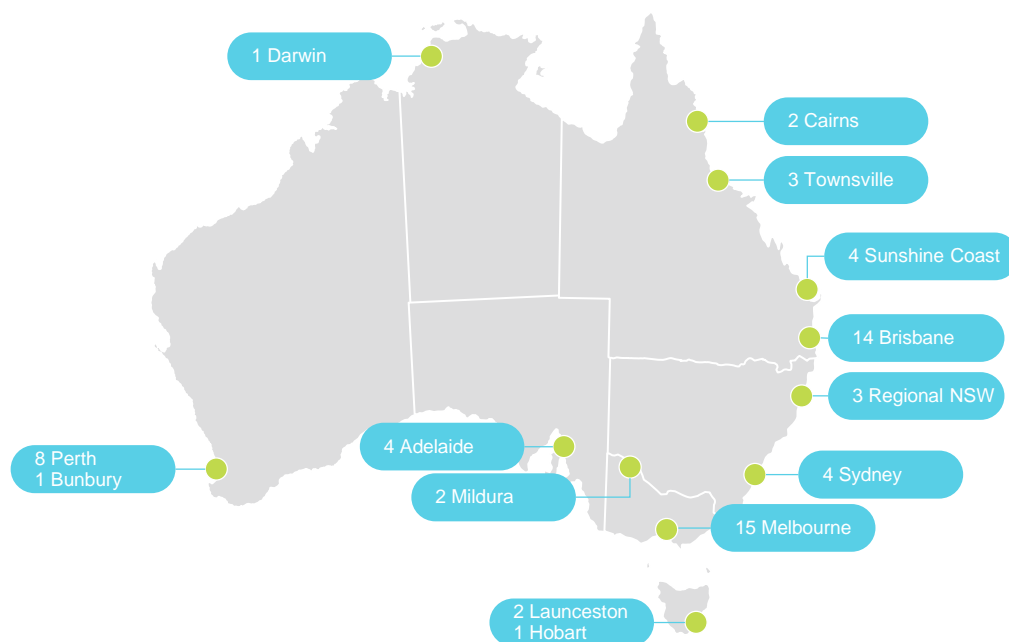 1 Darwin
2 Cairns
3 Townsville
4 Sunshine Coast
14 Brisbane
3 Regional NSW
4 Adelaide
8 Perth
1 Bunbury
4 Sydney
2 Mildura
15 Melbourne
2 Launceston
1 Hobart